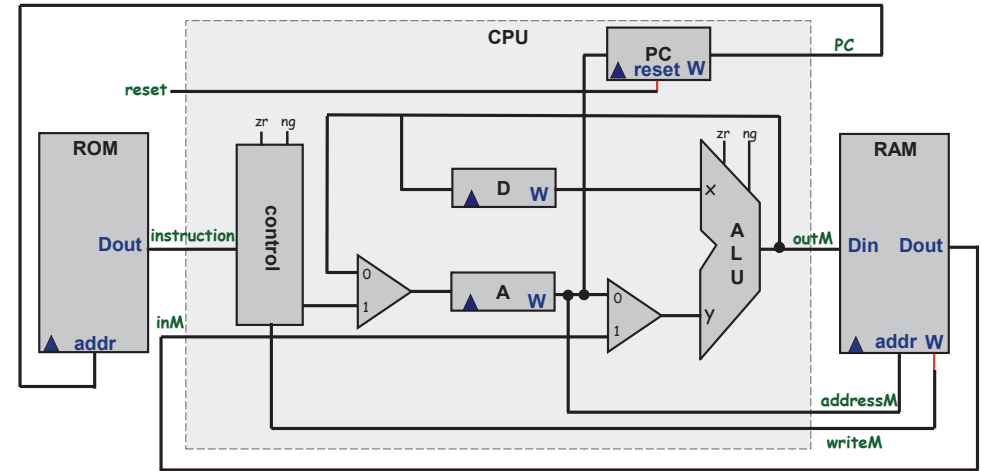 CPU
PC
PC
reset W
reset
zr ng
zr ng
ROM
RAM
D
W
x
control
instruction
Dout
A
L
U
outM
Din
Dout
0
1
A
W
0
1
y
inM
addr
addr W
addressM
writeM